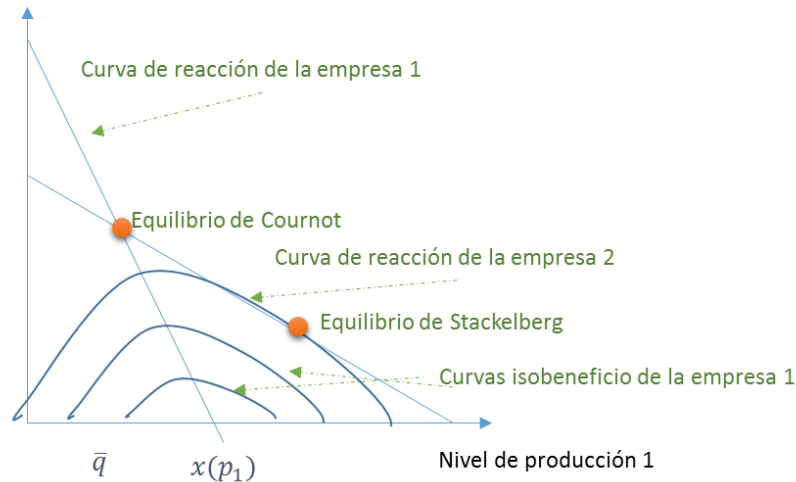 Curva de reacción de la empresa 1
Equilibrio de Cournot
Curva de reacción de la empresa 2
Equilibrio de Stackelberg
Curvas isobeneficio de la empresa 1
q̅
x(p₁)
Nivel de producción 1